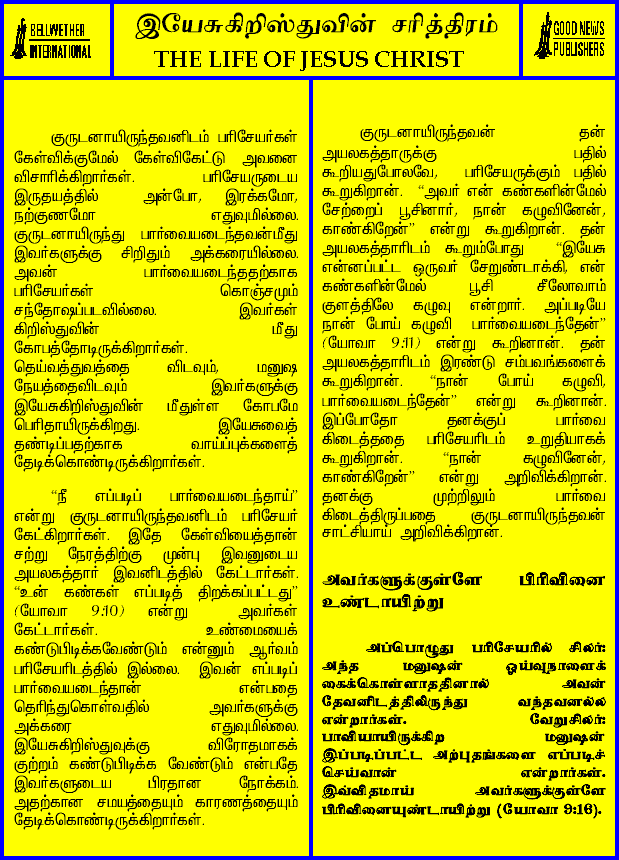 BELLWETHER
INTERNATIONAL
இயேசுகிறிஸ்துவின் சரித்திரம்
THE LIFE OF JESUS CHRIST
GOOD NEWS
PUBLISHERS
குருடனாயிருந்தவனிடம் பரிசேயர்கள்
கேள்விக்குமேல் கேள்விகேட்டு அவனை
விசாரிக்கிறார்கள். பரிசேயருடைய
இருதயத்தில் அன்போ, இரக்கமோ,
நற்குணமோ எதுவுமில்லை.
குருடனாயிருந்து பார்வையடைந்தவன்மீது
இவர்களுக்கு சிறிதும் அக்கரையில்லை.
அவன் பார்வையடைந்ததற்காக
பரிசேயர்கள் கொஞ்சமும்
சந்தோஷப்படவில்லை. இவர்கள்
கிறிஸ்துவின் மீது
கோபத்தோடிருக்கிறார்கள்.
தெய்வத்துவத்தை விடவும், மனுஷ
நேயத்தைவிடவும் இவர்களுக்கு
இயேசுகிறிஸ்துவின் மீதுள்ள கோபமே
பெரிதாயிருக்கிறது. இயேசுவைத்
தண்டிப்பதற்காக வாய்ப்புக்களைத்
தேடிக்கொண்டிருக்கிறார்கள்.
“நீ எப்படிப் பார்வையடைந்தாய்”
என்று குருடனாயிருந்தவனிடம் பரிசேயர்
கேட்கிறார்கள். இதே கேள்வியைத்தான்
சற்று நேரத்திற்கு முன்பு இவனுடைய
அயலகத்தார் இவனிடத்தில் கேட்டார்கள்.
“உன் கண்கள் எப்படித் திறக்கப்பட்டது”
(யோவா 9:10) என்று அவர்கள்
கேட்டார்கள். உண்மையைக்
கண்டுபிடிக்கவேண்டும் என்னும் ஆர்வம்
பரிசேயரிடத்தில் இல்லை. இவன் எப்படிப்
பார்வையடைந்தான் என்பதை
தெரிந்துகொள்வதில் அவர்களுக்கு
அக்கரை எதுவுமில்லை.
இயேசுகிறிஸ்துவுக்கு விரோதமாகக்
குற்றம் கண்டுபிடிக்க வேண்டும் என்பதே
இவர்களுடைய பிரதான நோக்கம்.
அதற்கான சமயத்தையும் காரணத்தையும்
தேடிக்கொண்டிருக்கிறார்கள்.
குருடனாயிருந்தவன் தன்
அயலகத்தாருக்கு பதில்
கூறியதுபோலவே, பரிசேயருக்கும் பதில்
கூறுகிறான். “அவர் என் கண்களின்மேல்
சேற்றைப் பூசினார், நான் கழுவினேன்,
காண்கிறேன்” என்று கூறுகிறான். தன்
அயலகத்தாரிடம் கூறும்போது “இயேசு
என்னப்பட்ட ஒருவர் சேறுண்டாக்கி, என்
கண்களின்மேல் பூசி சீலோவாம்
குளத்திலே கழுவு என்றார். அப்படியே
நான் போய் கழுவி பார்வையடைந்தேன்”
(யோவா 9:11) என்று கூறினான். தன்
அயலகத்தாரிடம் இரண்டு சம்பவங்களைக்
கூறுகிறான். “நான் போய் கழுவி,
பார்வையடைந்தேன்” என்று கூறினான்.
இப்போதோ தனக்குப் பார்வை
கிடைத்ததை பரிசேயரிடம் உறுதியாகக்
கூறுகிறான். “நான் கழுவினேன்,
காண்கிறேன்” என்று அறிவிக்கிறான்.
தனக்கு முற்றிலும் பார்வை
கிடைத்திருப்பதை குருடனாயிருந்தவன்
சாட்சியாய் அறிவிக்கிறான்.
அவர்களுக்குள்ளே பிரிவினை
உண்டாயிற்று
அப்பொழுது பரிசேயரில் சிலர்:
அந்த மனுஷன் ஓய்வுநாளைக்
கைக்கொள்ளாததினால் அவன்
தேவனிடத்திலிருந்து வந்தவனல்ல
என்றார்கள். வேறுசிலர்:
பாவியாயிருக்கிற மனுஷன்
இப்படிப்பட்ட அற்புதங்களை எப்படிச்
செய்வான் என்றார்கள்.
இவ்விதமாய் அவர்களுக்குள்ளே
பிரிவினையுண்டாயிற்று (யோவா 9:16).